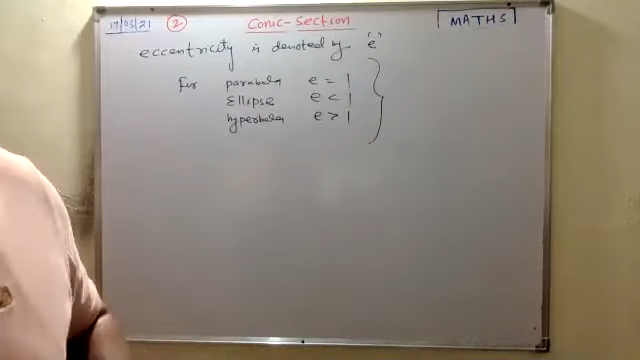 17/03/21 2 Conic-Section MATHS
eccentricity is denoted by 'e'
for parabola e = 1
Ellipse e < 1
hyperbola e > 1